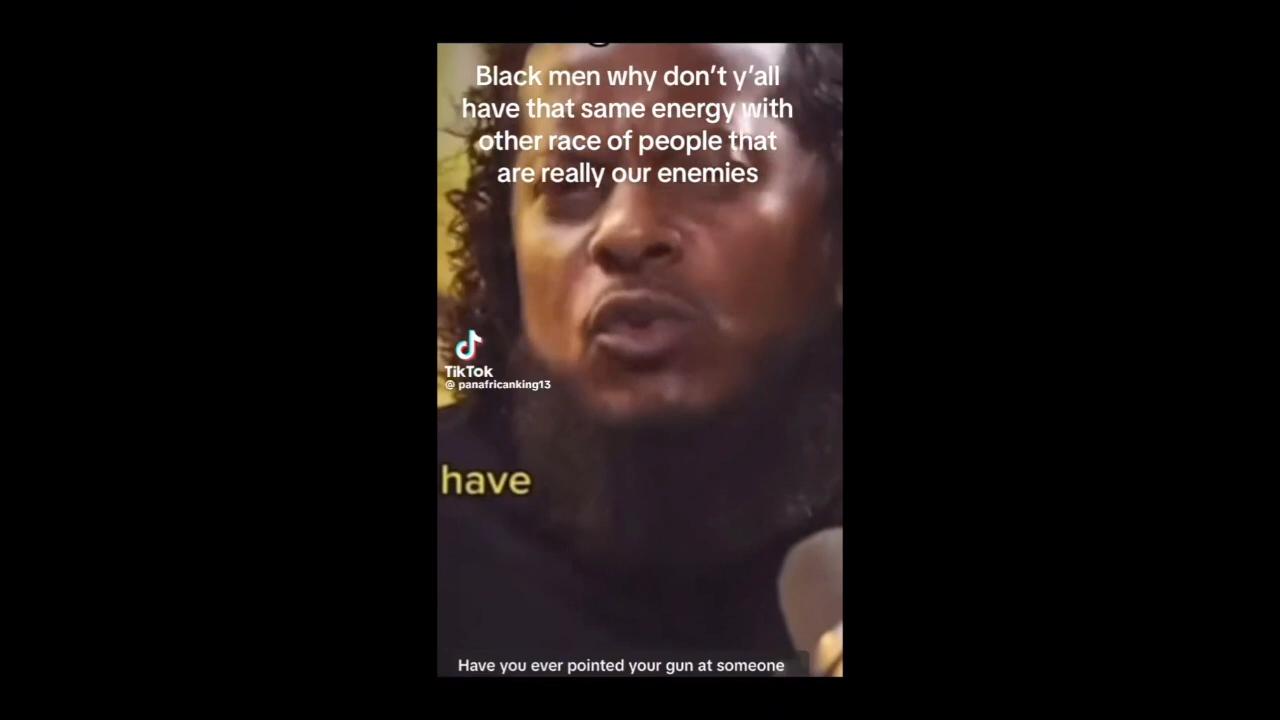 Black men why don't y'all
have that same energy with
other race of people that
are really our enemies
TikTok
@ panafricanking13
have
Have you ever pointed your gun at someone